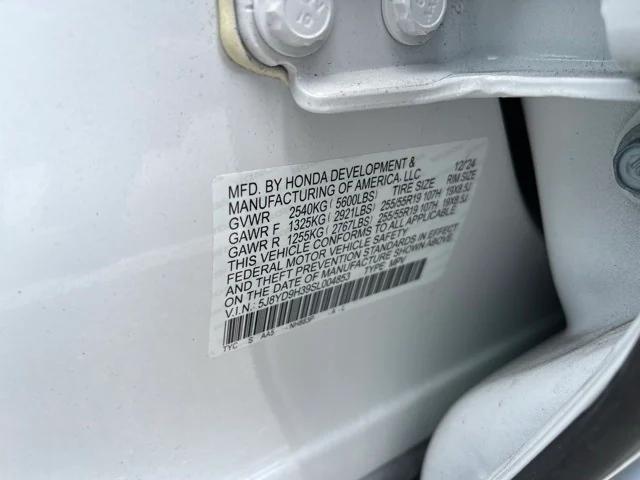 MFD. BY HONDA DEVELOPMENT & 12/24
MANUFACTURING OF AMERICA, LLC
GVWR 2540KG (5600LBS) TIRE SIZE RIM SIZE
GAWR F 1325KG (2921LBS) 255/55R19 107H 19X8.5J
GAWR R 1255KG (2767LBS) 255/55R19 107H 19X8.5J
THIS VEHICLE CONFORMS TO ALL APPLICABLE
FEDERAL MOTOR VEHICLE SAFETY
AND THEFT PREVENTION STANDARDS IN EFFECT
ON THE DATE OF MANUFACTURE SHOWN ABOVE.
V.I.N.: 5J8YD9H39SL004853 TYPE: MPV
TYC S AA5